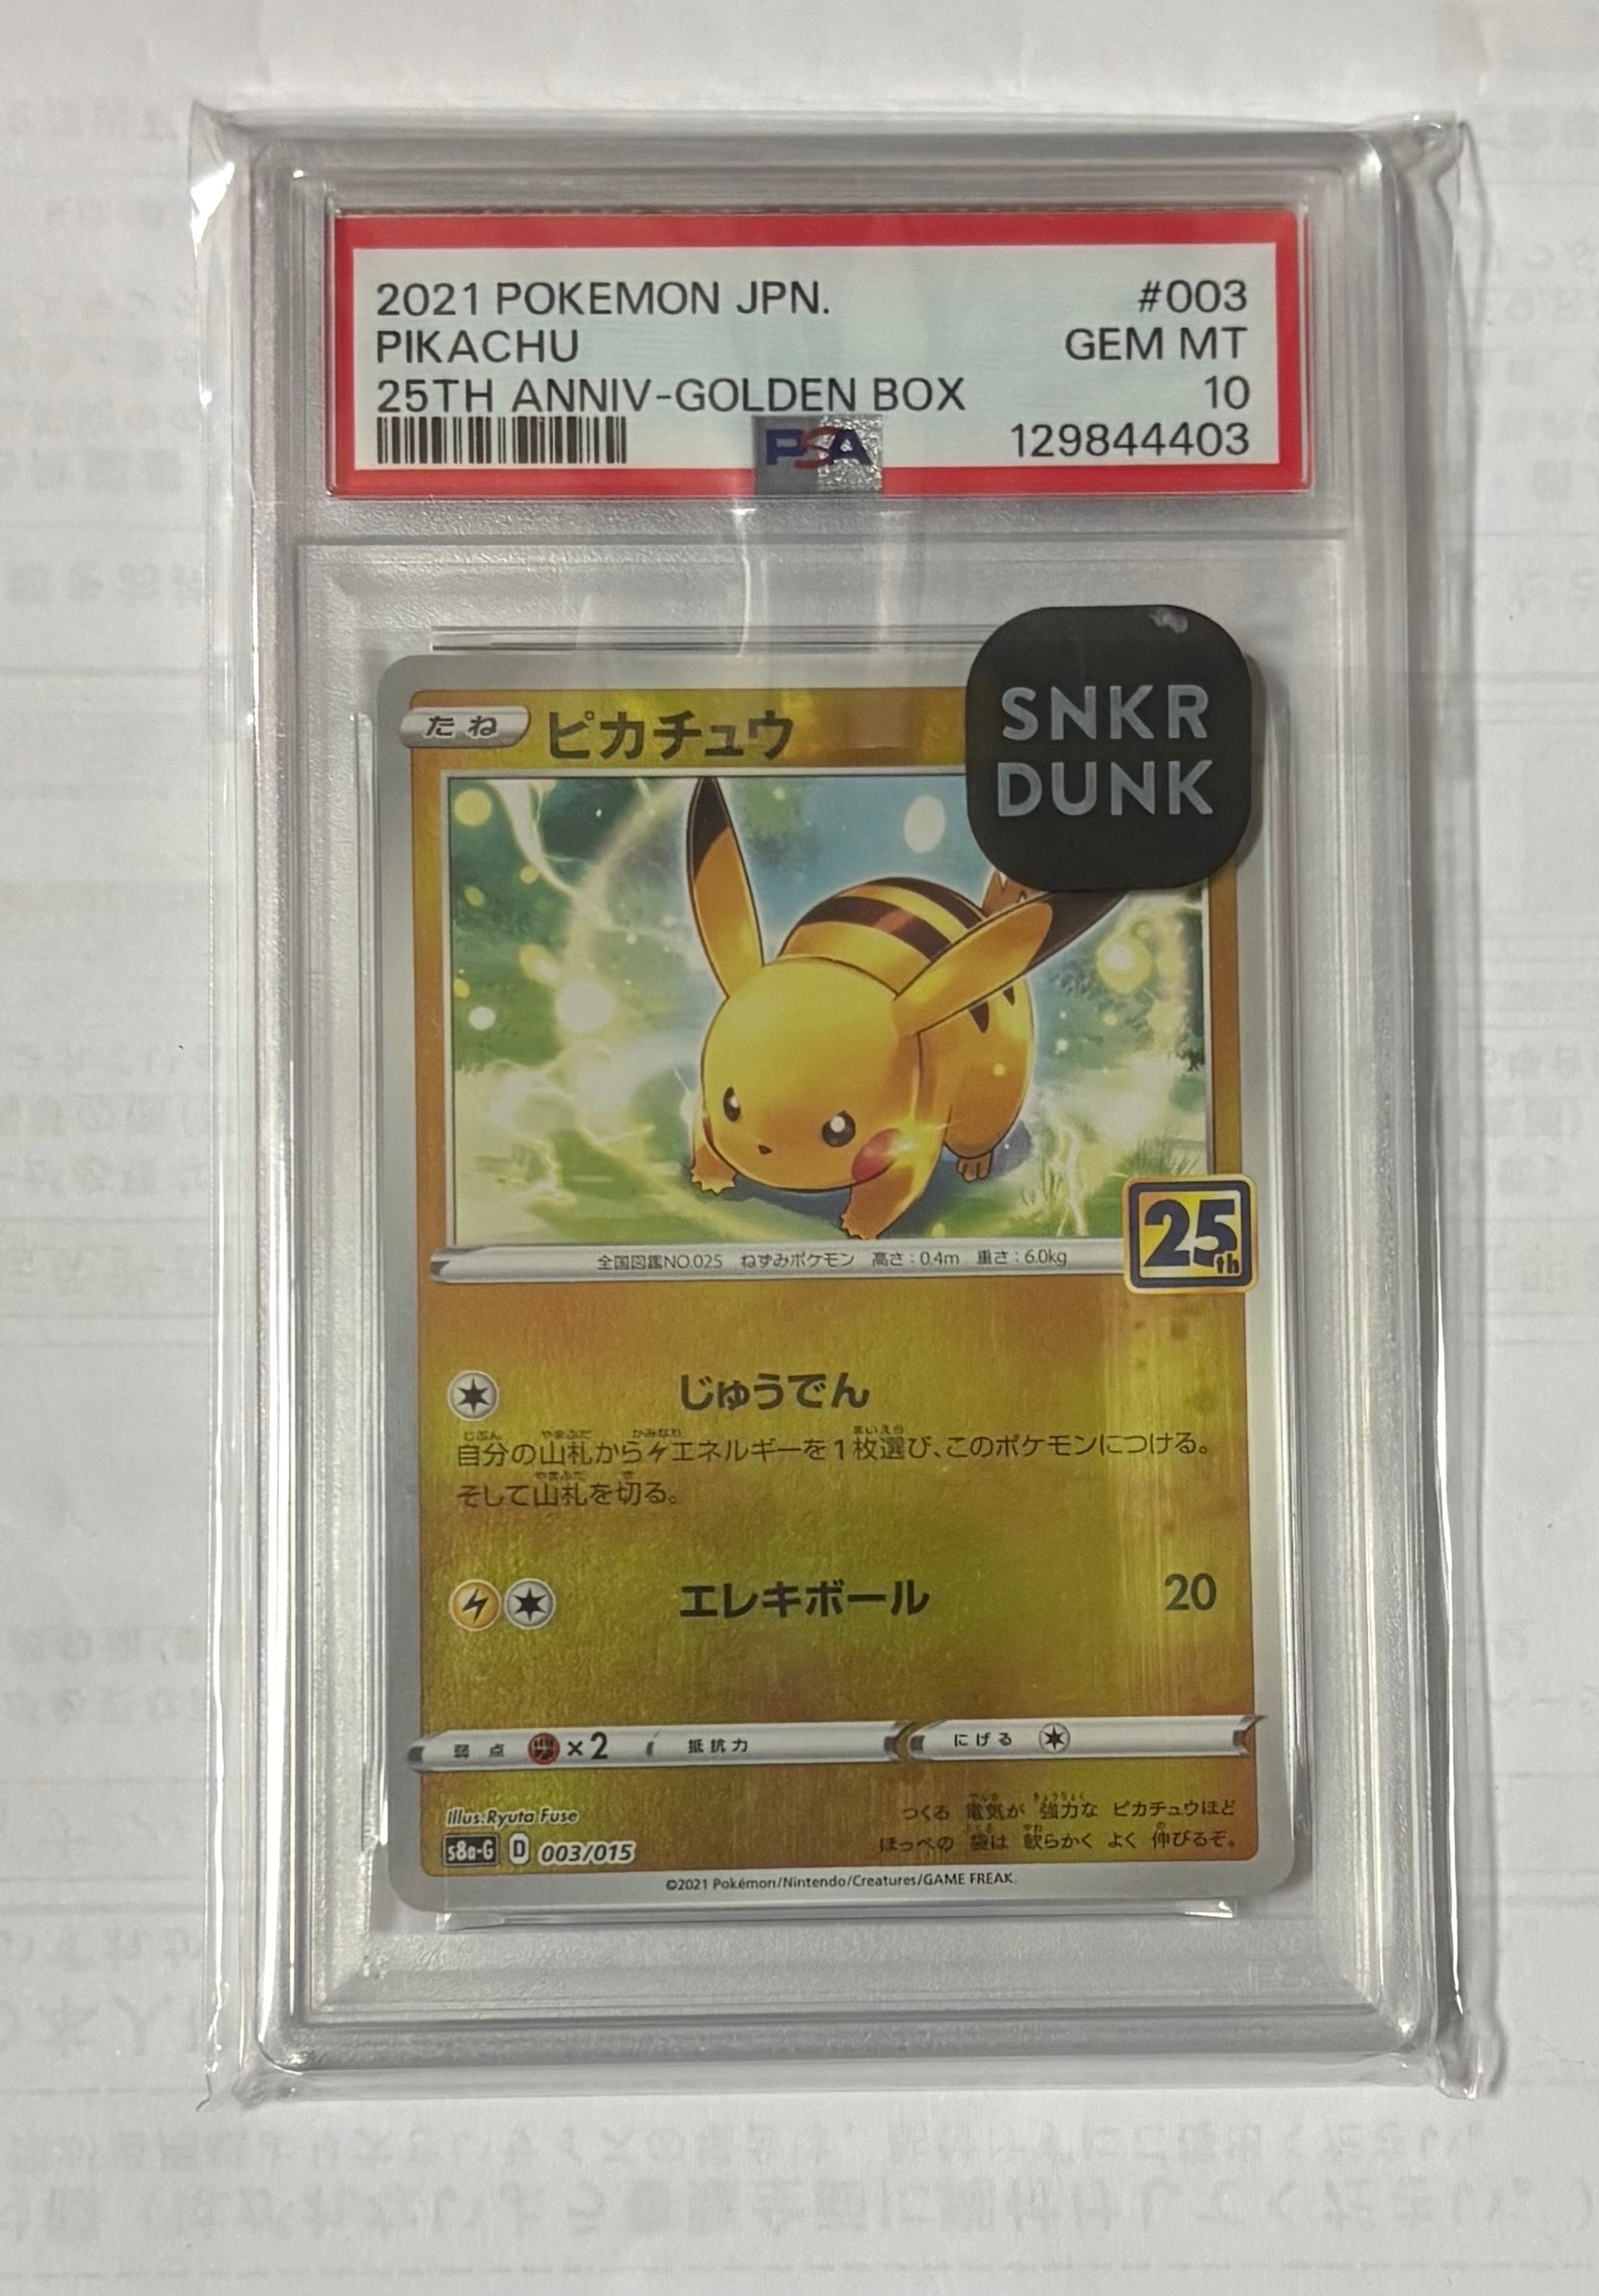 2021 POKEMON JPN. #003
PIKACHU GEM MT
25TH ANNIV-GOLDEN BOX 10
PSA 129844403
SNKR
DUNK
たね ピカチュウ
全国図鑑NO.025 ねずみポケモン 高さ:0.4m 重さ:6.0kg
25th
じゅうでん
自分の山札からエネルギーを1枚選び、このポケモンにつける。
そして山札を切る。
エレキボール 20
弱点 ×2 抵抗力 にげる
Illus.Ryuta Fuse
s8a-G D 003/015
つくる 電気が 強力な ピカチュウほど
ほっぺの 袋は 軟らかく よく 伸びるぞ。
©2021 Pokémon/Nintendo/Creatures/GAME FREAK.